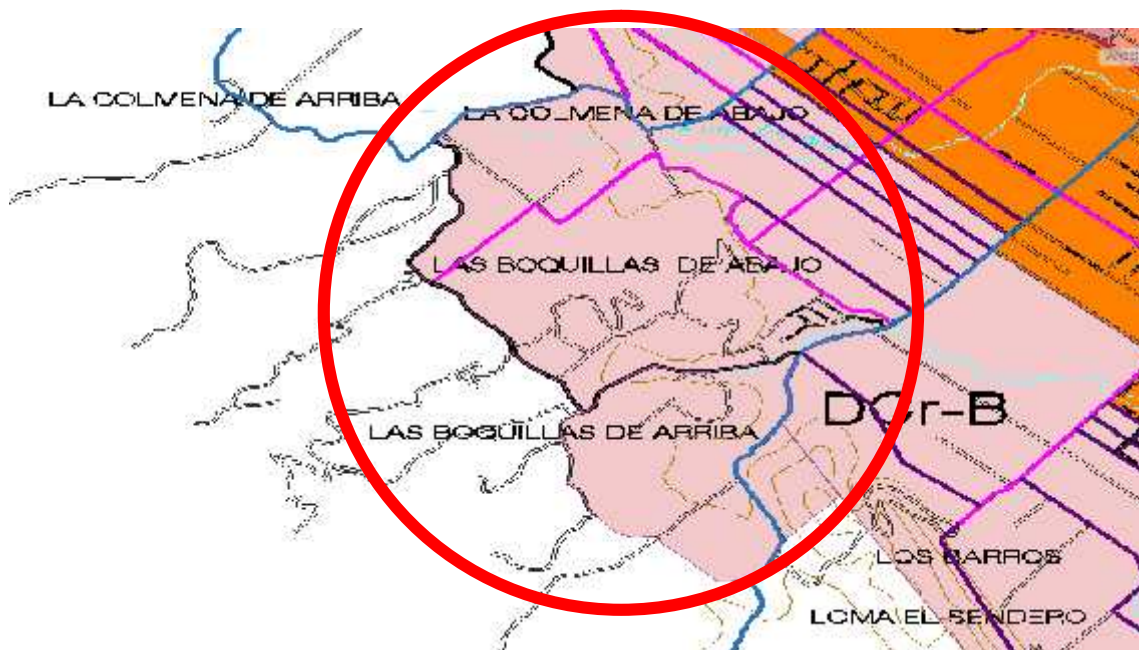 LA COLMENA DE ARRIBA
LA COLMENA DE ABAJO
LAS BOQUILLAS DE ABAJO
DCr-B
LAS BOQUILLAS DE ARRIBA
LOS BARROS
LOMA EL SENDERO